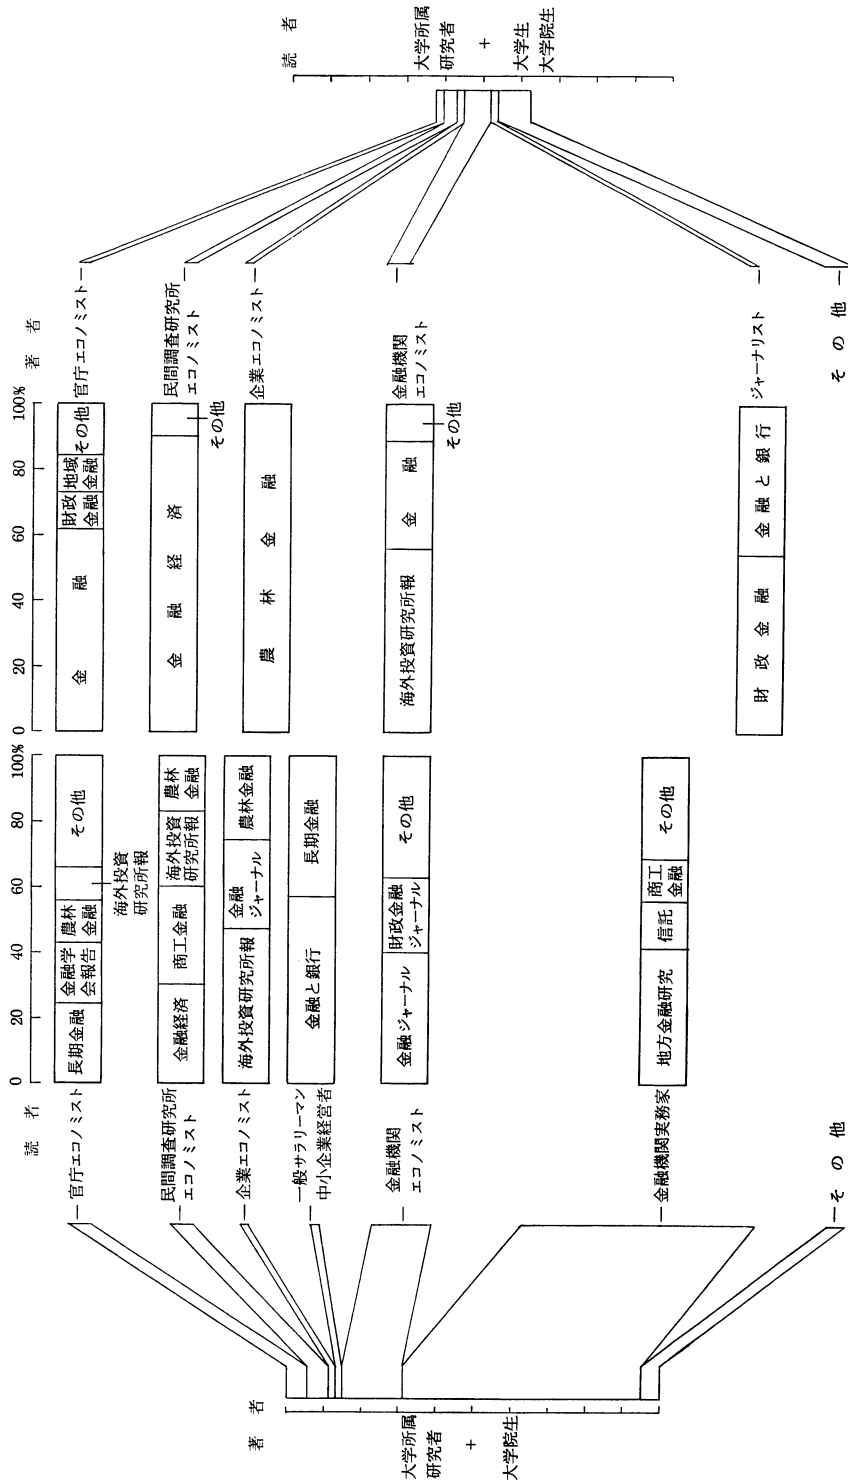 読者
大学所属
研究者
+
大学生
大学院生
著者
官庁エコノミスト
民間調査研究所
エコノミスト
企業エコノミスト
金融機関
エコノミスト
ジャーナリスト
その他
0 20 40 60 80 100%
金融
財政
金融
地域
金融
その他
金融経済
その他
農林金融
海外投資研究所報
金融
その他
財政金融
金融と銀行
0 20 40 60 80 100%
長期金融
金融学
会報告
農林
金融
海外投資
研究所報
その他
金融経済
商工金融
海外投資
研究所報
農林
金融
海外投資研究所報
金融
ジャーナル
農林金融
金融と銀行
長期金融
金融ジャーナル
財政金融
ジャーナル
その他
地方金融研究
信託
商工
金融
その他
読者
官庁エコノミスト
民間調査研究所
エコノミスト
企業エコノミスト
一般サラリーマン
中小企業経営者
金融機関
エコノミスト
金融機関実務家
その他
著者
大学所属
研究者
+
大学院生